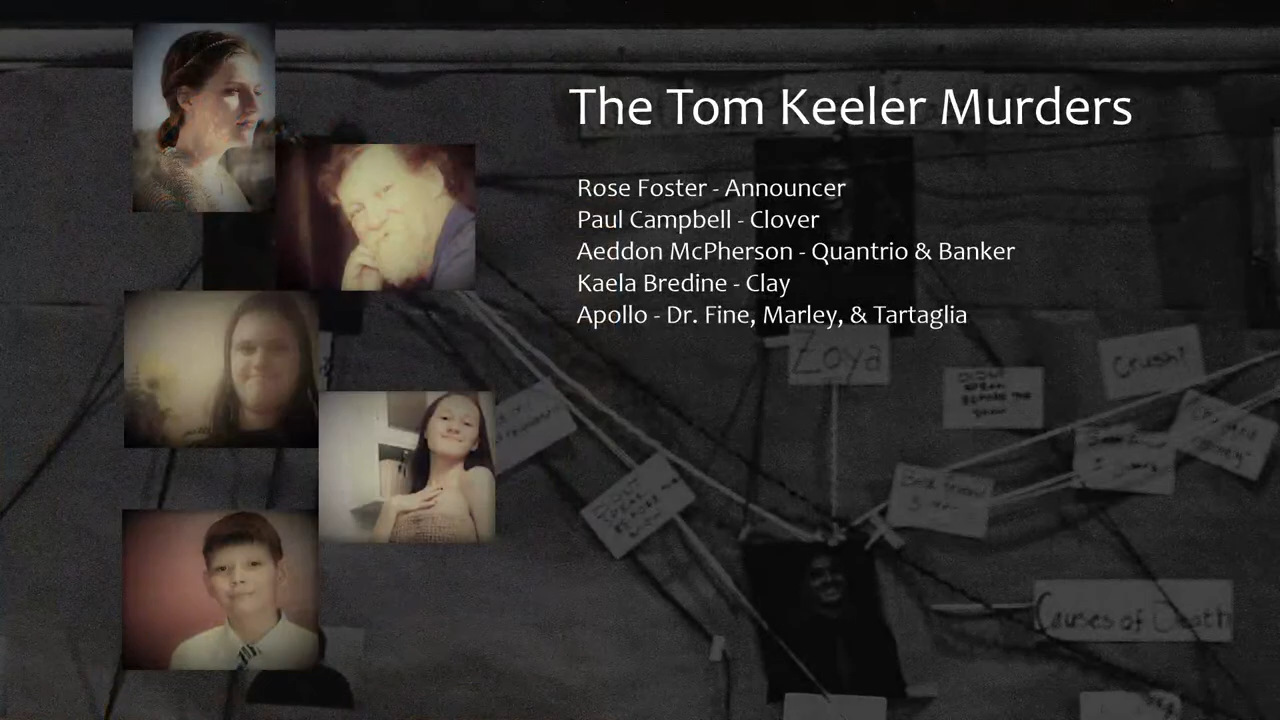 The Tom Keeler Murders
Rose Foster - Announcer
Paul Campbell - Clover
Aeddon McPherson - Quantrio & Banker
Kaela Bredine - Clay
Apollo - Dr. Fine, Marley, & Tartaglia
Zoya
Crush?
Causes of Death